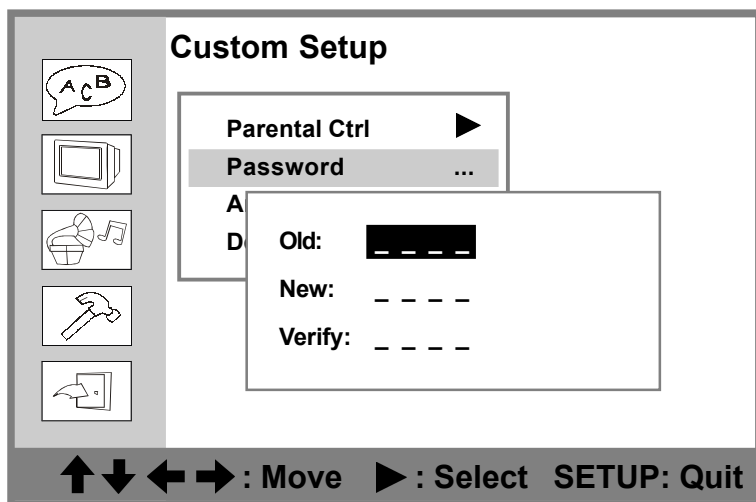 Custom Setup
A C B
Parental Ctrl
Password ...
Old: _ _ _ _
New: _ _ _ _
Verify: _ _ _ _
: Move : Select SETUP: Quit